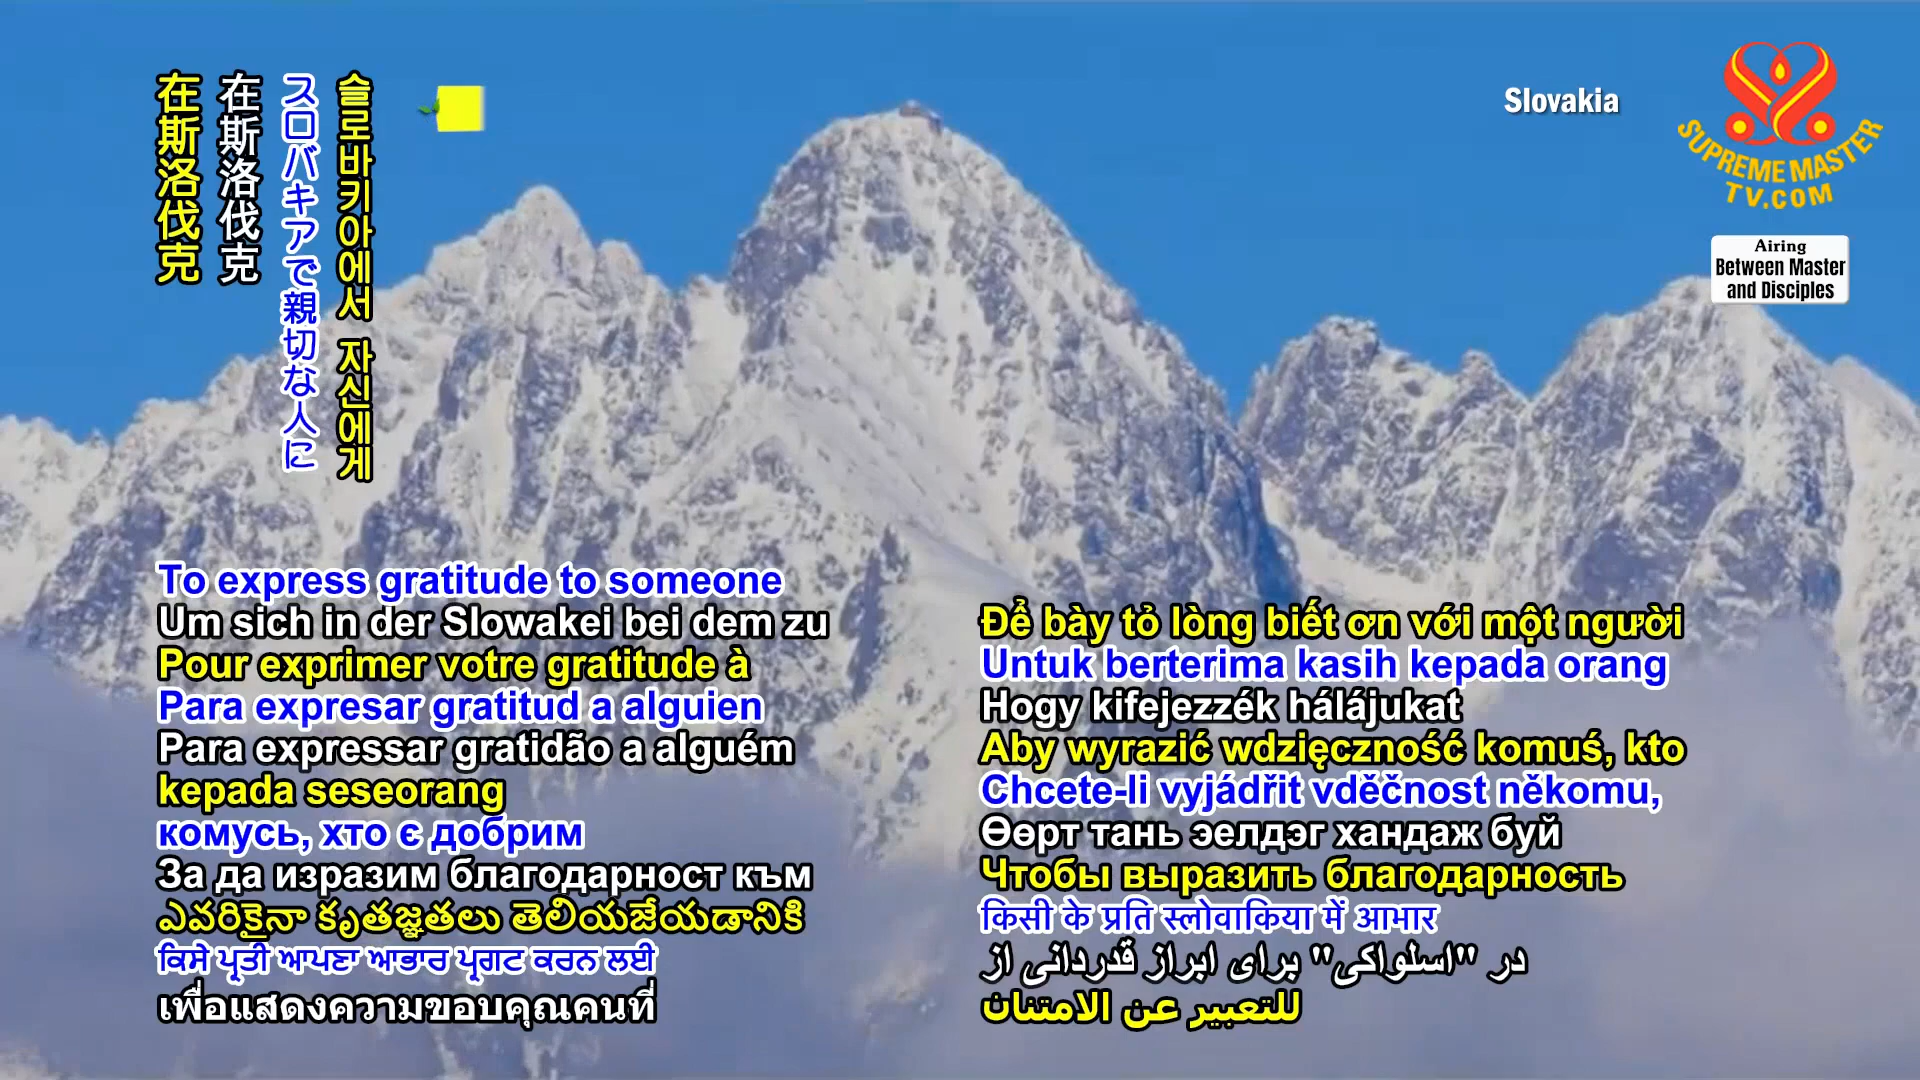 在斯洛伐克
在斯洛伐克
スロバキアで親切な人に
슬로바키아에서 자신에게
Slovakia
SUPREME MASTER
TV.COM
Airing
Between Master
and Disciples
To express gratitude to someone
Um sich in der Slowakei bei dem zu
Pour exprimer votre gratitude à
Para expresar gratitud a alguien
Para expressar gratidão a alguém
kepada seseorang
комусь, хто є добрим
За да изразим благодарност към
ఎవరికైనా కృతజ్ఞతలు తెలియజేయడానికి
ਕਿਸੇ ਪ੍ਰਤੀ ਆਪਣਾ ਆਭਾਰ ਪ੍ਰਗਟ ਕਰਨ ਲਈ
เพื่อแสดงความขอบคุณคนที่
Để bày tỏ lòng biết ơn với một người
Untuk berterima kasih kepada orang
Hogy kifejezzék hálájukat
Aby wyrazić wdzięczność komuś, kto
Chcete-li vyjádřit vděčnost někomu,
Өөрт тань эелдэг хандаж буй
Чтобы выразить благодарность
किसी के प्रति स्लोवाकिया में आभार
در "اسلواکی" برای ابراز قدردانی از
للتعبير عن الامتنان